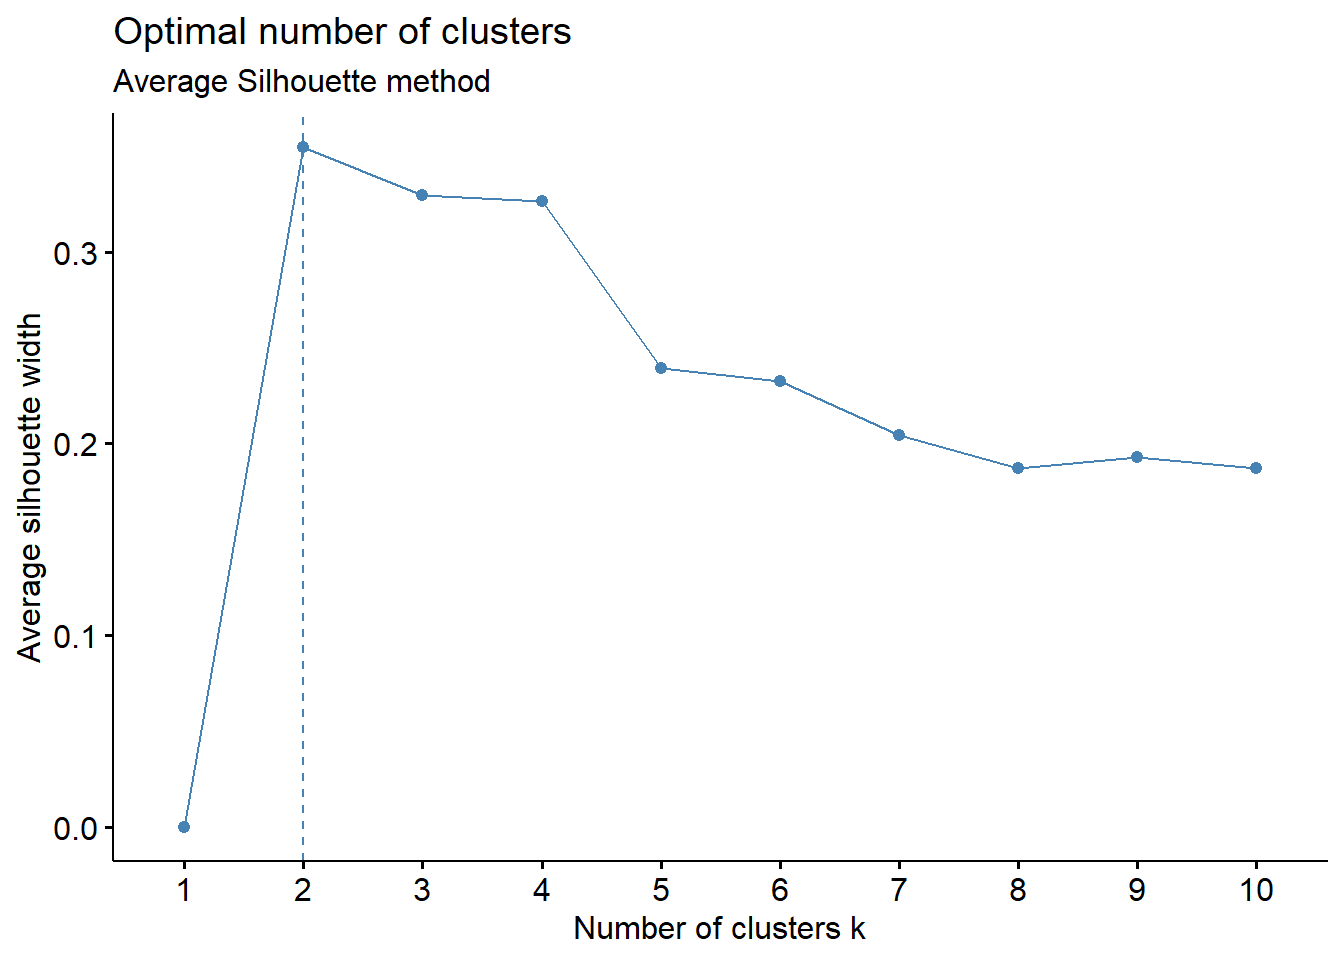 Optimal number of clusters
Average Silhouette method
Average silhouette width
0.3
0.2
0.1
0.0
1 2 3 4 5 6 7 8 9 10
Number of clusters k